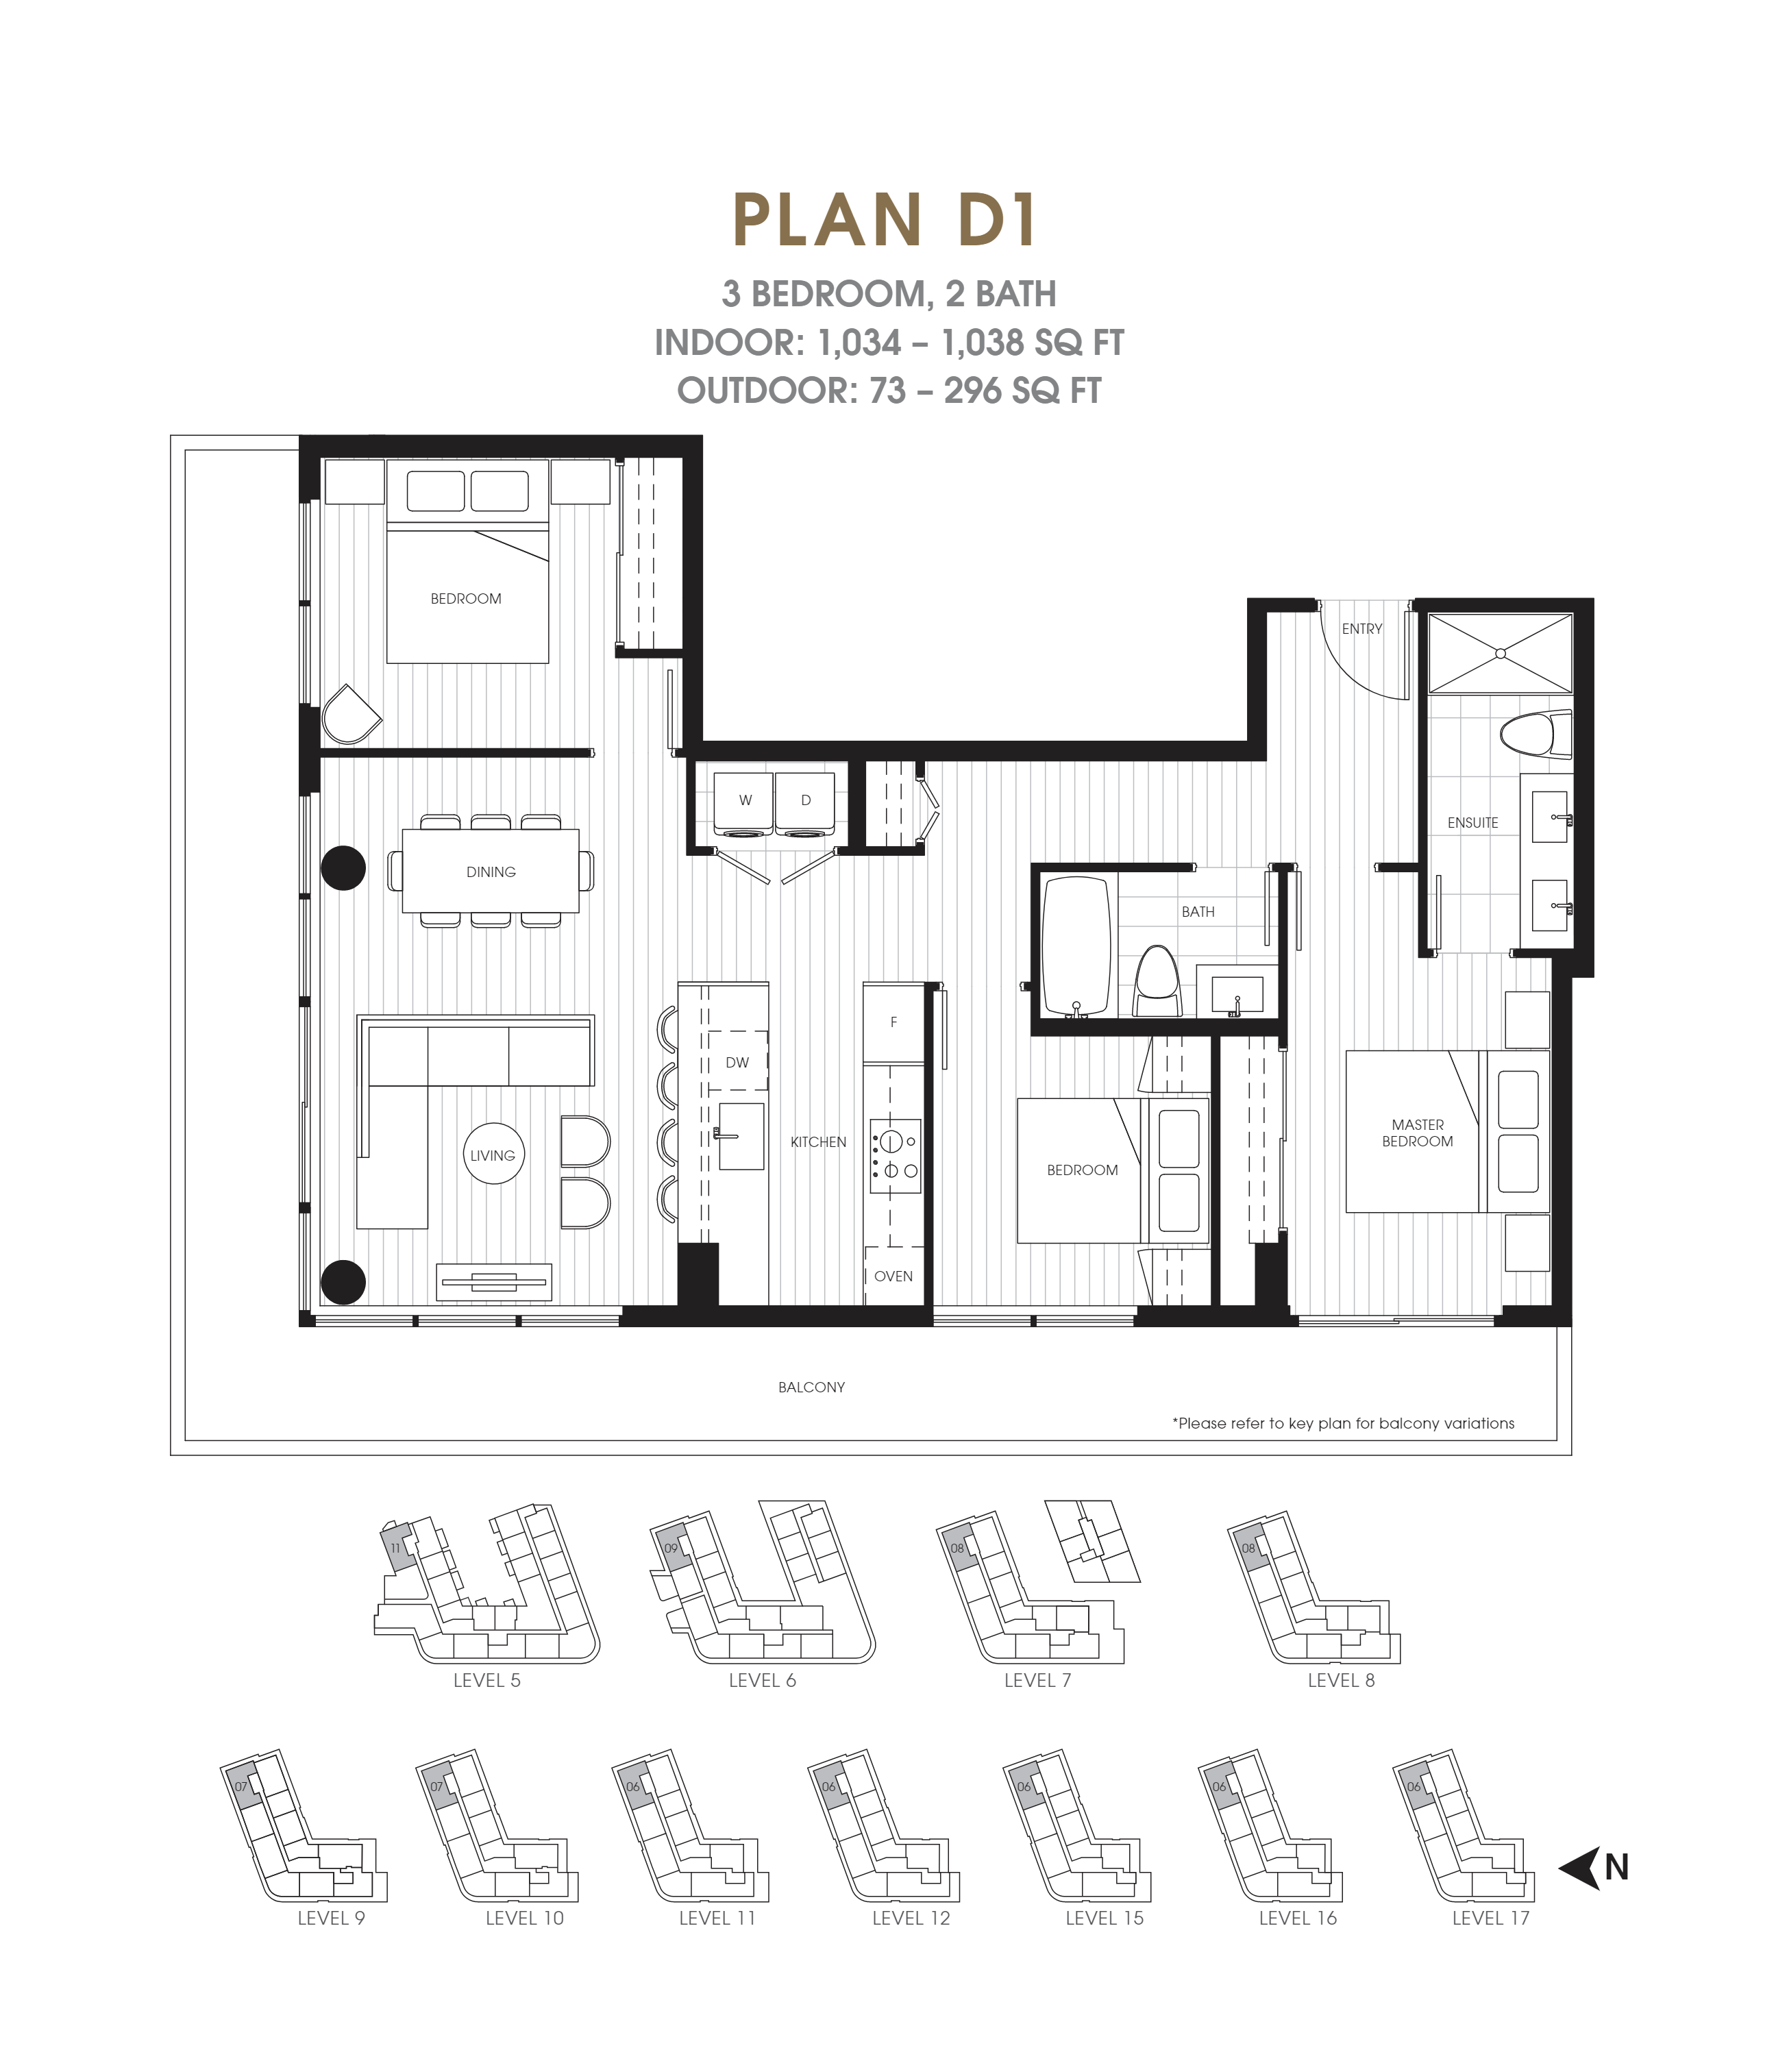 PLAN D1
3 BEDROOM, 2 BATH
INDOOR: 1,034 – 1,038 SQ FT
OUTDOOR: 73 – 296 SQ FT
BEDROOM
ENTRY
W
D
ENSUITE
DINING
BATH
F
DW
KITCHEN
LIVING
BEDROOM
MASTER
BEDROOM
OVEN
BALCONY
*Please refer to key plan for balcony variations
11
09
08
08
LEVEL 5
LEVEL 6
LEVEL 7
LEVEL 8
07
07
06
06
06
06
06
N
LEVEL 9
LEVEL 10
LEVEL 11
LEVEL 12
LEVEL 15
LEVEL 16
LEVEL 17